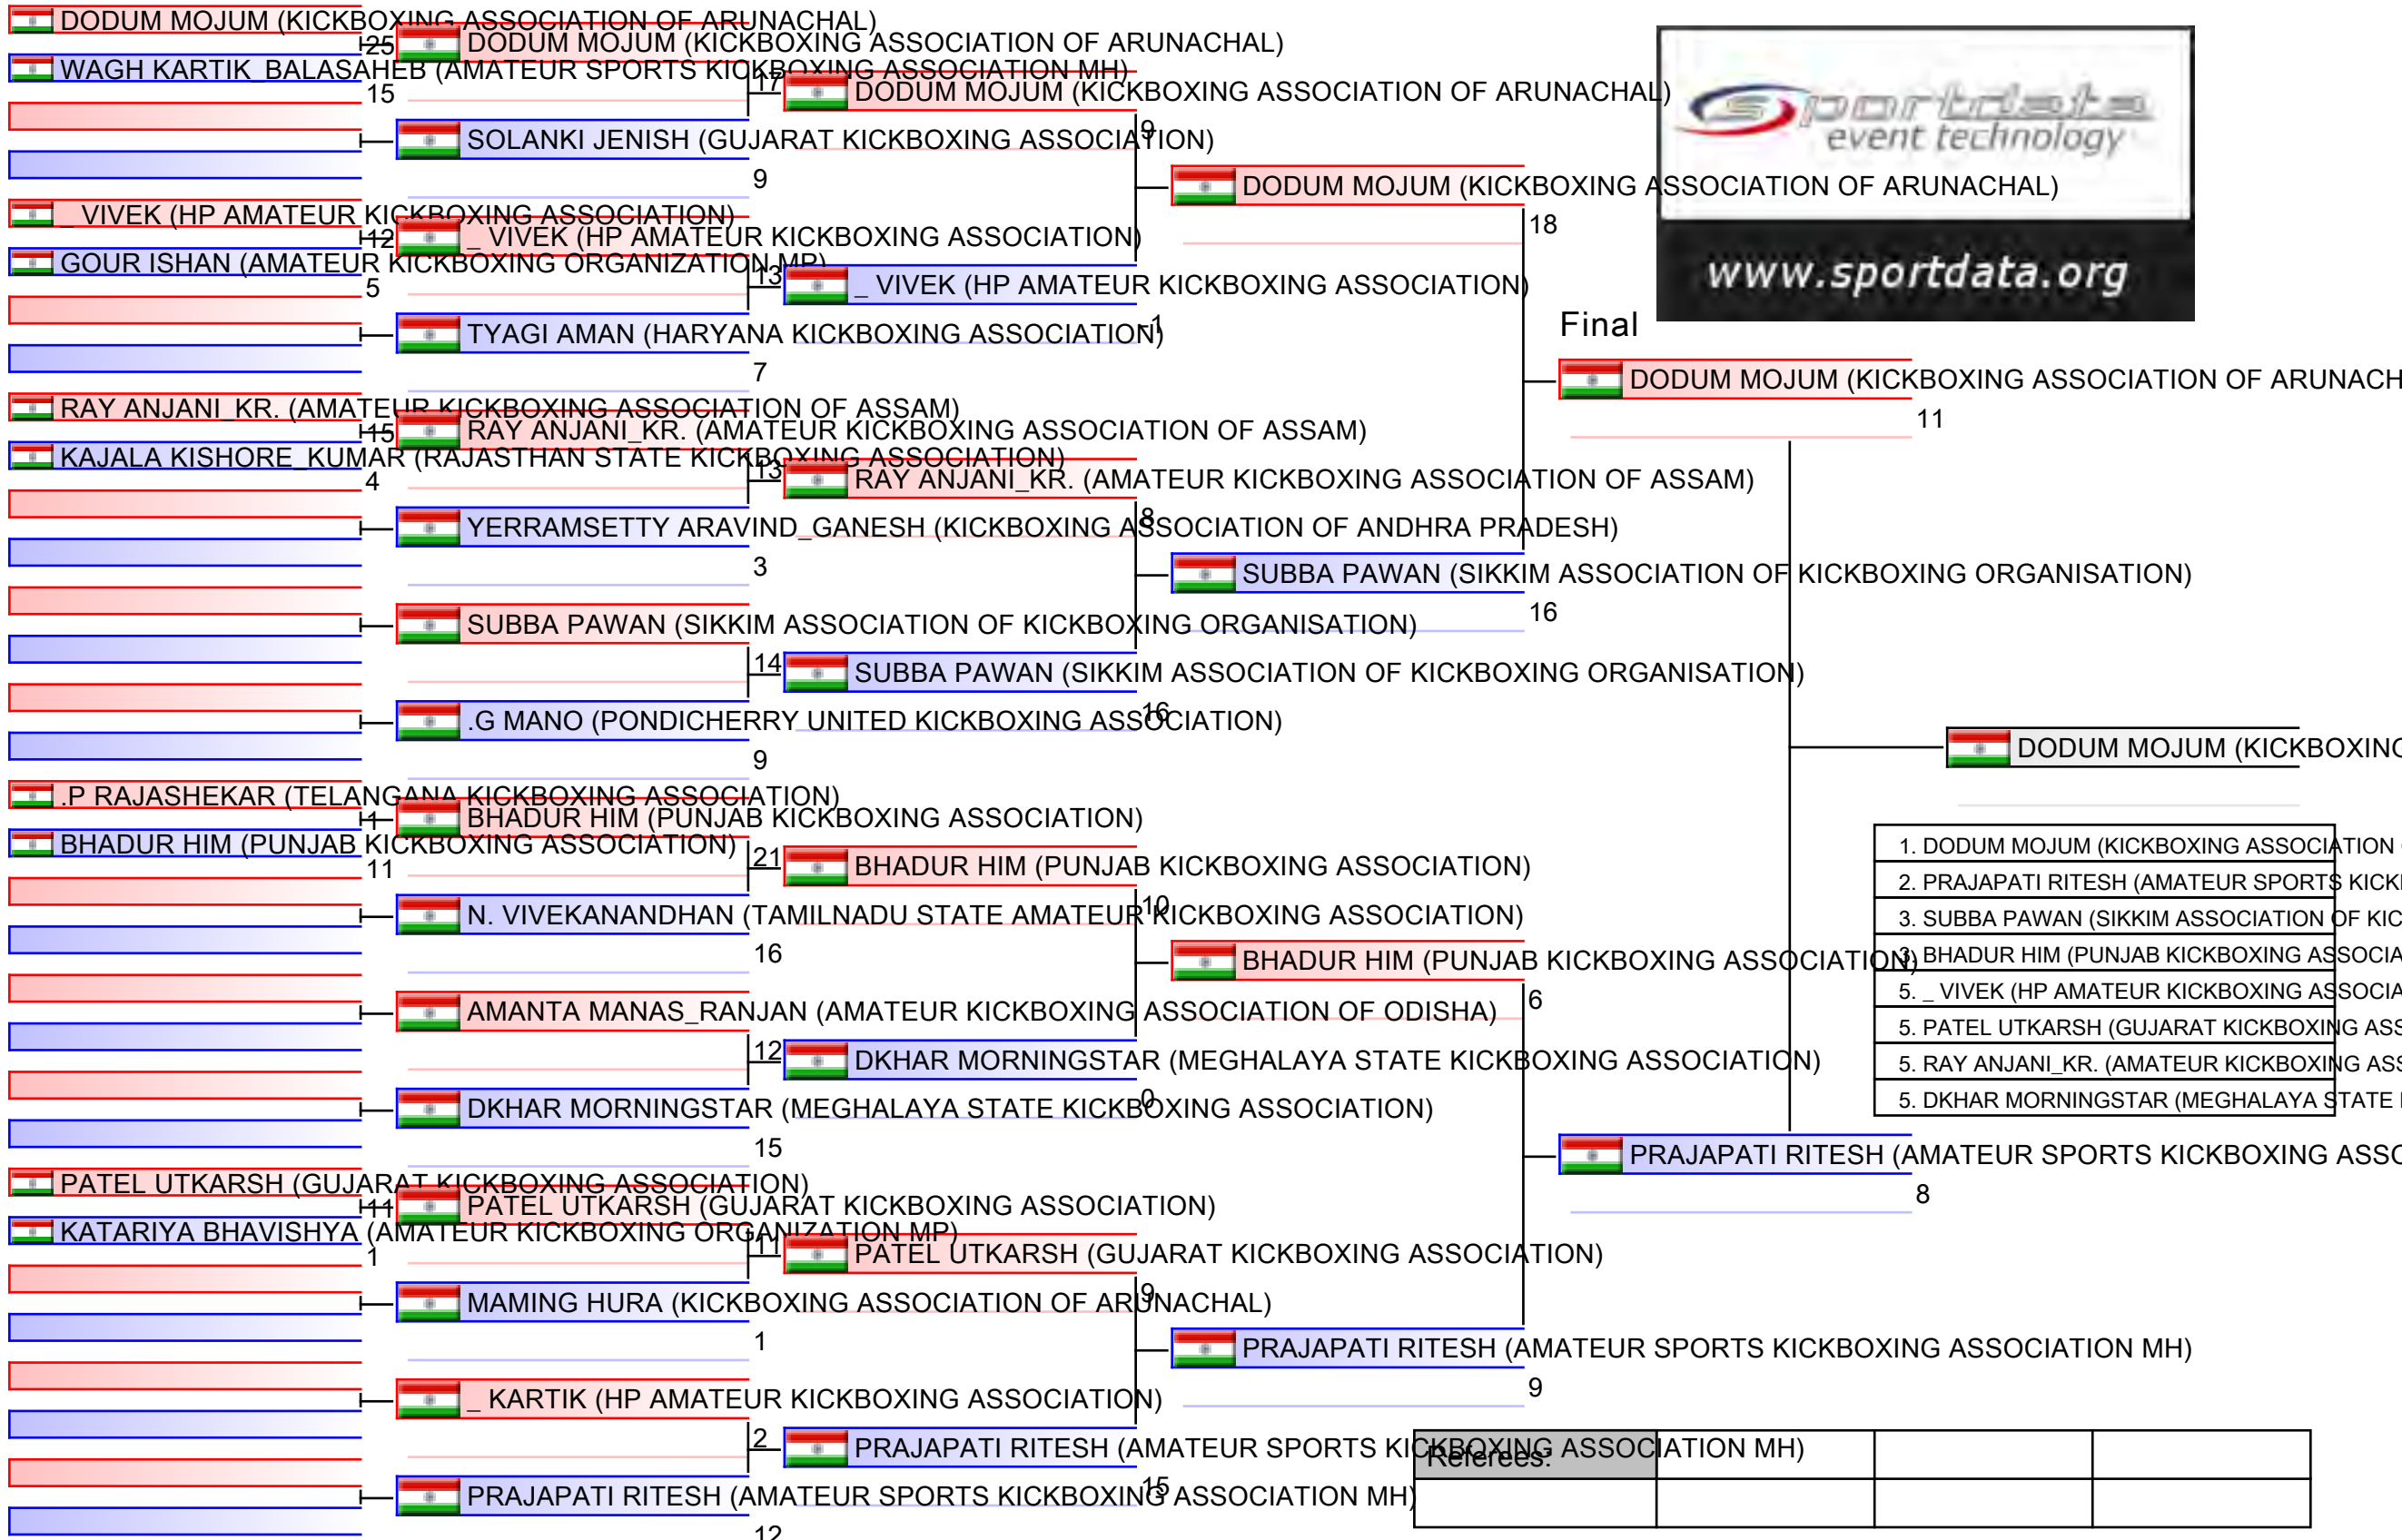 DODUM MOJUM (KICKBOXING ASSOCIATION OF ARUNACHAL)
25
WAGH KARTIK_BALASAHEB (AMATEUR SPORTS KICKBOXING ASSOCIATION MH)
15
_ VIVEK (HP AMATEUR KICKBOXING ASSOCIATION)
12
GOUR ISHAN (AMATEUR KICKBOXING ORGANIZATION MP)
5
RAY ANJANI_KR. (AMATEUR KICKBOXING ASSOCIATION OF ASSAM)
15
KAJALA KISHORE_KUMAR (RAJASTHAN STATE KICKBOXING ASSOCIATION)
4
.P RAJASHEKAR (TELANGANA KICKBOXING ASSOCIATION)
1
BHADUR HIM (PUNJAB KICKBOXING ASSOCIATION)
11
PATEL UTKARSH (GUJARAT KICKBOXING ASSOCIATION)
11
KATARIYA BHAVISHYA (AMATEUR KICKBOXING ORGANIZATION MP)
1
DODUM MOJUM (KICKBOXING ASSOCIATION OF ARUNACHAL)
17
SOLANKI JENISH (GUJARAT KICKBOXING ASSOCIATION)
9
_ VIVEK (HP AMATEUR KICKBOXING ASSOCIATION)
13
TYAGI AMAN (HARYANA KICKBOXING ASSOCIATION)
7
RAY ANJANI_KR. (AMATEUR KICKBOXING ASSOCIATION OF ASSAM)
13
YERRAMSETTY ARAVIND_GANESH (KICKBOXING ASSOCIATION OF ANDHRA PRADESH)
3
SUBBA PAWAN (SIKKIM ASSOCIATION OF KICKBOXING ORGANISATION)
14
.G MANO (PONDICHERRY UNITED KICKBOXING ASSOCIATION)
9
BHADUR HIM (PUNJAB KICKBOXING ASSOCIATION)
21
N. VIVEKANANDHAN (TAMILNADU STATE AMATEUR KICKBOXING ASSOCIATION)
16
AMANTA MANAS_RANJAN (AMATEUR KICKBOXING ASSOCIATION OF ODISHA)
12
DKHAR MORNINGSTAR (MEGHALAYA STATE KICKBOXING ASSOCIATION)
15
PATEL UTKARSH (GUJARAT KICKBOXING ASSOCIATION)
11
MAMING HURA (KICKBOXING ASSOCIATION OF ARUNACHAL)
1
_ KARTIK (HP AMATEUR KICKBOXING ASSOCIATION)
2
PRAJAPATI RITESH (AMATEUR SPORTS KICKBOXING ASSOCIATION MH)
12
DODUM MOJUM (KICKBOXING ASSOCIATION OF ARUNACHAL)
9
_ VIVEK (HP AMATEUR KICKBOXING ASSOCIATION)
-1
RAY ANJANI_KR. (AMATEUR KICKBOXING ASSOCIATION OF ASSAM)
8
SUBBA PAWAN (SIKKIM ASSOCIATION OF KICKBOXING ORGANISATION)
16
BHADUR HIM (PUNJAB KICKBOXING ASSOCIATION)
10
DKHAR MORNINGSTAR (MEGHALAYA STATE KICKBOXING ASSOCIATION)
0
PATEL UTKARSH (GUJARAT KICKBOXING ASSOCIATION)
9
PRAJAPATI RITESH (AMATEUR SPORTS KICKBOXING ASSOCIATION MH)
15
DODUM MOJUM (KICKBOXING ASSOCIATION OF ARUNACHAL)
18
SUBBA PAWAN (SIKKIM ASSOCIATION OF KICKBOXING ORGANISATION)
16
BHADUR HIM (PUNJAB KICKBOXING ASSOCIATION)
6
PRAJAPATI RITESH (AMATEUR SPORTS KICKBOXING ASSOCIATION MH)
9
sportdata
event technology
www.sportdata.org
Final
DODUM MOJUM (KICKBOXING ASSOCIATION OF ARUNACH
11
PRAJAPATI RITESH (AMATEUR SPORTS KICKBOXING ASSO
8
DODUM MOJUM (KICKBOXING
1. DODUM MOJUM (KICKBOXING ASSOCIATION
2. PRAJAPATI RITESH (AMATEUR SPORTS KICK
3. SUBBA PAWAN (SIKKIM ASSOCIATION OF KIC
3. BHADUR HIM (PUNJAB KICKBOXING ASSOCIA
5. _ VIVEK (HP AMATEUR KICKBOXING ASSOCIA
5. PATEL UTKARSH (GUJARAT KICKBOXING ASS
5. RAY ANJANI_KR. (AMATEUR KICKBOXING ASS
5. DKHAR MORNINGSTAR (MEGHALAYA STATE
Referees: